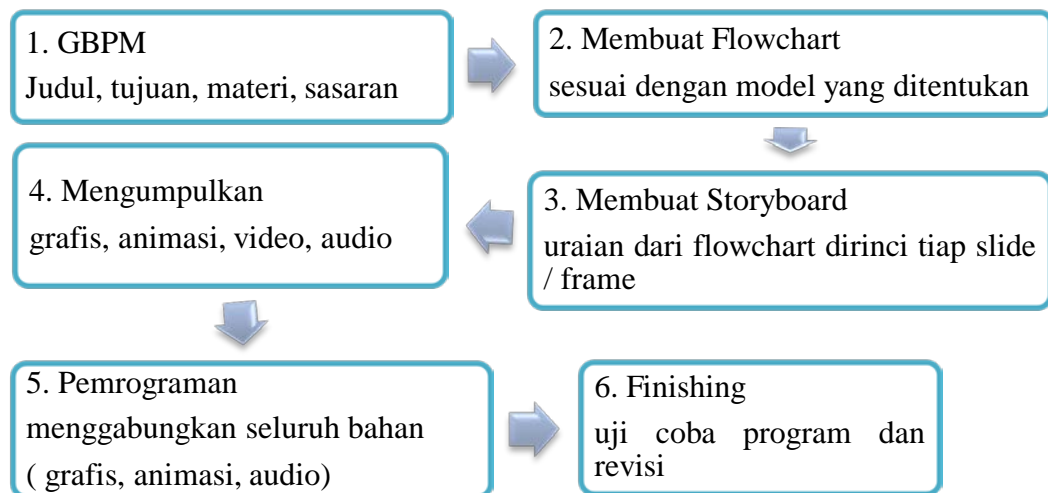 1. GBPM
Judul, tujuan, materi, sasaran
2. Membuat Flowchart
sesuai dengan model yang ditentukan
3. Membuat Storyboard
uraian dari flowchart dirinci tiap slide
/ frame
4. Mengumpulkan
grafis, animasi, video, audio
5. Pemrograman
menggabungkan seluruh bahan
( grafis, animasi, audio)
6. Finishing
uji coba program dan
revisi